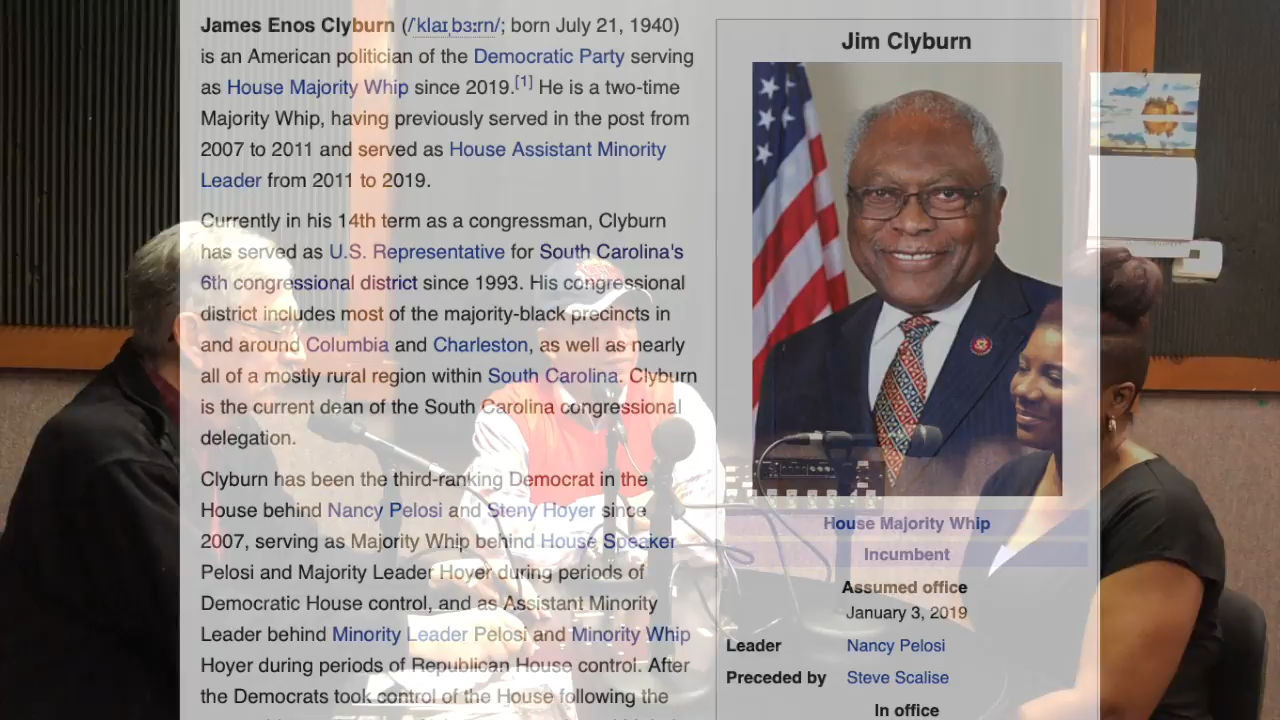 James Enos Clyburn (/ˈklaɪbɜːrn/; born July 21, 1940)
is an American politician of the Democratic Party serving
as House Majority Whip since 2019.[1] He is a two-time
Majority Whip, having previously served in the post from
2007 to 2011 and served as House Assistant Minority
Leader from 2011 to 2019.
Currently in his 14th term as a congressman, Clyburn
has served as U.S. Representative for South Carolina's
6th congressional district since 1993. His congressional
district includes most of the majority-black precincts in
and around Columbia and Charleston, as well as nearly
all of a mostly rural region within South Carolina. Clyburn
is the current dean of the South Carolina congressional
delegation.
Clyburn has been the third-ranking Democrat in the
House behind Nancy Pelosi and Steny Hoyer since
2007, serving as Majority Whip behind House Speaker
Pelosi and Majority Leader Hoyer during periods of
Democratic House control, and as Assistant Minority
Leader behind Minority Leader Pelosi and Minority Whip
Hoyer during periods of Republican House control. After
the Democrats took control of the House following the
Jim Clyburn
House Majority Whip
Incumbent
Assumed office
January 3, 2019
Leader Nancy Pelosi
Preceded by Steve Scalise
In office